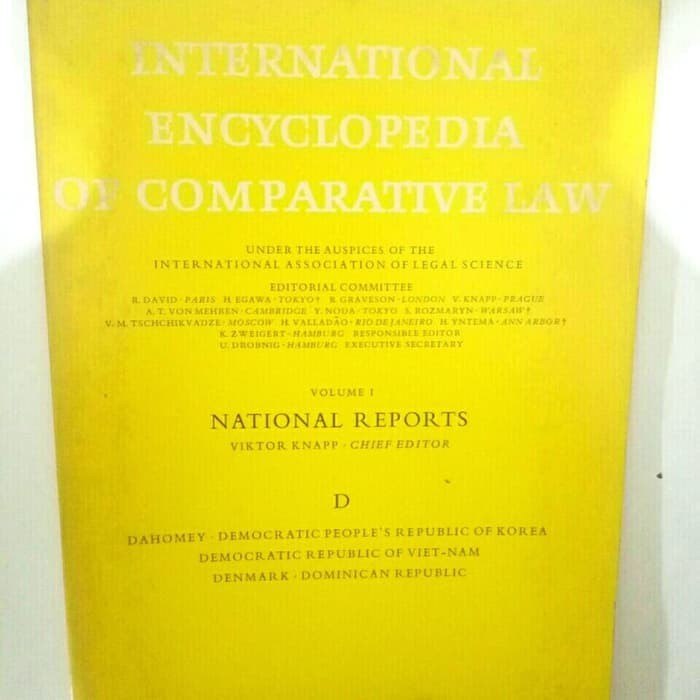 INTERNATIONAL
ENCYCLOPEDIA
OF COMPARATIVE LAW
UNDER THE AUSPICES OF THE
INTERNATIONAL ASSOCIATION OF LEGAL SCIENCE
EDITORIAL COMMITTEE
R. DAVID · PARIS H. EGAWA · TOKYO† R. GRAVESON · LONDON V. KNAPP · PRAGUE
A. T. VON MEHREN · CAMBRIDGE Y. NODA · TOKYO S. ROZMARYN · WARSAW†
V. M. TSCHCHIKVADZE · MOSCOW H. VALLADÃO · RIO DE JANEIRO H. YNTEMA · ANN ARBOR†
K. ZWEIGERT · HAMBURG RESPONSIBLE EDITOR
U. DROBNIG · HAMBURG EXECUTIVE SECRETARY
VOLUME I
NATIONAL REPORTS
VIKTOR KNAPP · CHIEF EDITOR
D
DAHOMEY · DEMOCRATIC PEOPLE'S REPUBLIC OF KOREA
DEMOCRATIC REPUBLIC OF VIET-NAM
DENMARK · DOMINICAN REPUBLIC